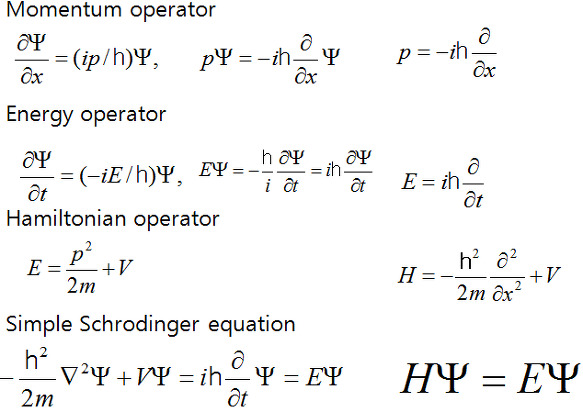 Momentum operator
∂Ψ/∂x = (ip/h)Ψ, pΨ = -ih ∂/∂x Ψ p = -ih ∂/∂x
Energy operator
∂Ψ/∂t = (-iE/h)Ψ, EΨ = -h/i ∂Ψ/∂t = ih ∂Ψ/∂t E = ih ∂/∂t
Hamiltonian operator
E = p²/2m + V H = -h²/2m ∂²/∂x² + V
Simple Schrodinger equation
-h²/2m ∇²Ψ + VΨ = ih ∂/∂t Ψ = EΨ HΨ = EΨ